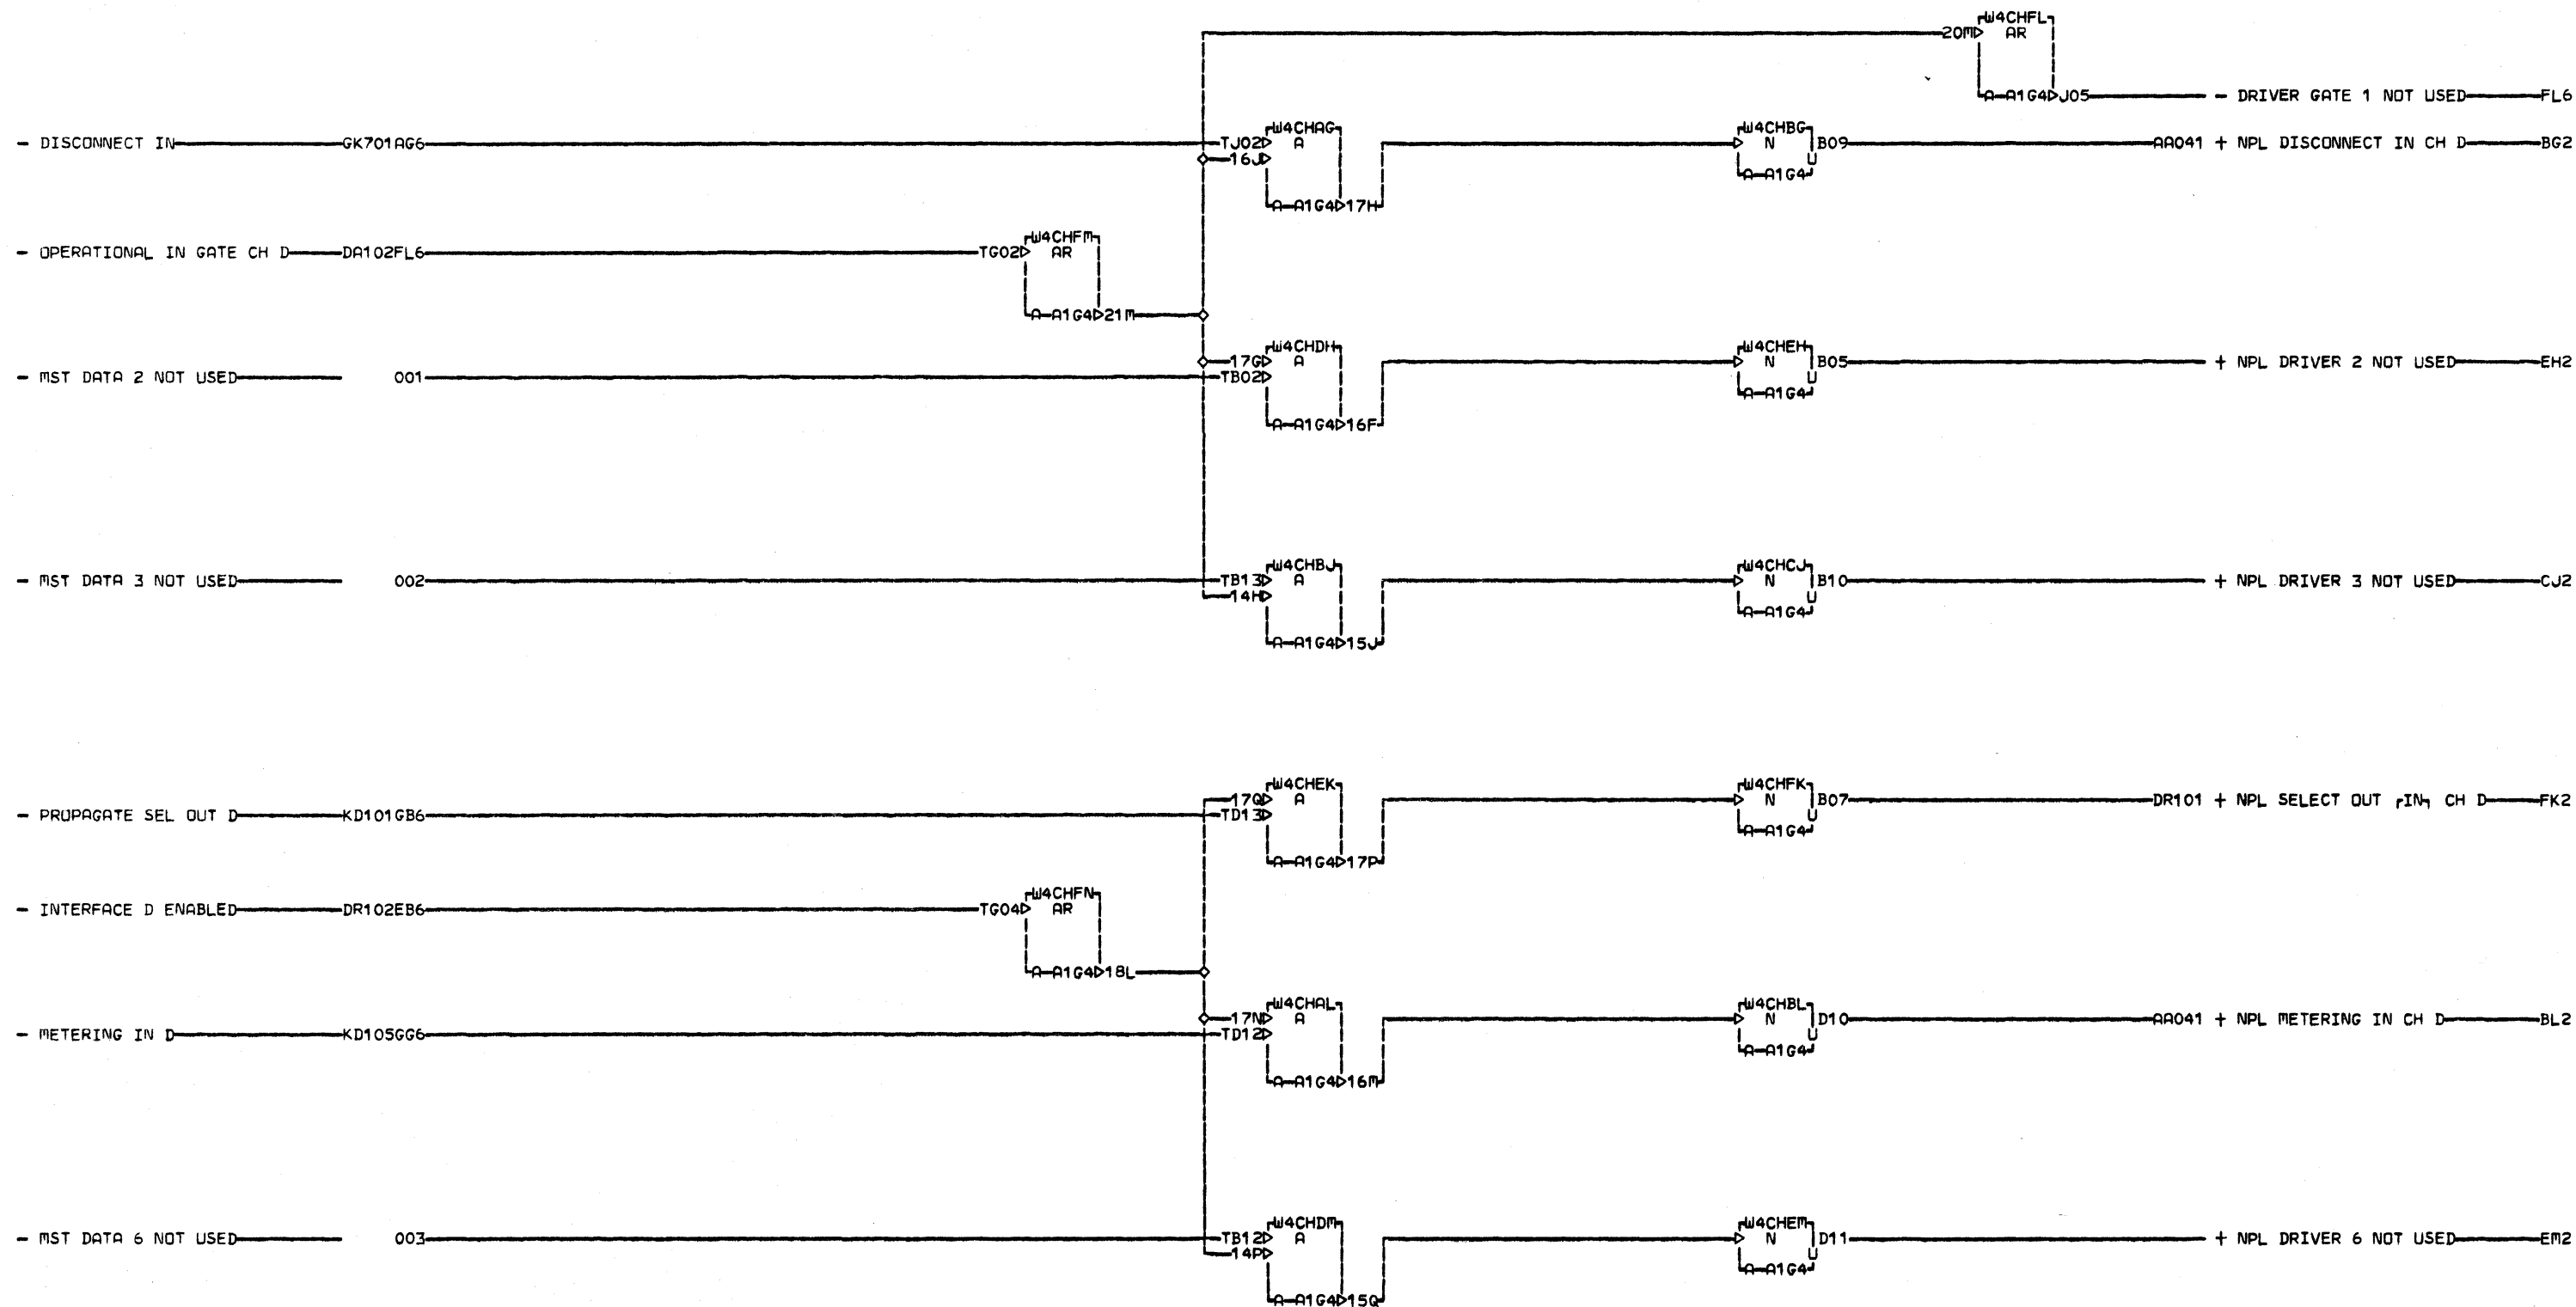 W4CHFL
20M AR
A-A1G4 J05 - DRIVER GATE 1 NOT USED FL6
W4CHAG W4CHBG
- DISCONNECT IN GK701AG6 TJ02 A N B09 AA041 + NPL DISCONNECT IN CH D BG2
16J U
A-A1G4
A-A1G4 17H
W4CHFM
- OPERATIONAL IN GATE CH D DA102FL6 TG02 AR
A-A1G4 21M
W4CHDH W4CHEH
17G A N B05 + NPL DRIVER 2 NOT USED EH2
- MST DATA 2 NOT USED 001 TB02 U
A-A1G4
A-A1G4 16F
W4CHBJ W4CHCJ
- MST DATA 3 NOT USED 002 TB13 A N B10 + NPL DRIVER 3 NOT USED CJ2
14H U
A-A1G4
A-A1G4 15J
W4CHEK W4CHFK
17Q A N B07 DR101 + NPL SELECT OUT ┌IN┐ CH D FK2
- PROPAGATE SEL OUT D KD101GB6 TD13 U
A-A1G4
A-A1G4 17P
W4CHFN
- INTERFACE D ENABLED DR102EB6 TG04 AR
A-A1G4 18L
W4CHAL W4CHBL
17N A N D10 AA041 + NPL METERING IN CH D BL2
- METERING IN D KD105GG6 TD12 U
A-A1G4
A-A1G4 16M
W4CHDM W4CHEM
- MST DATA 6 NOT USED 003 TB12 A N D11 + NPL DRIVER 6 NOT USED EM2
14P U
A-A1G4
A-A1G4 15Q